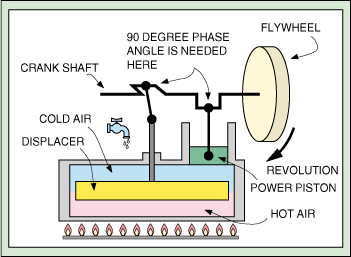 FLYWHEEL
90 DEGREE PHASE
ANGLE IS NEEDED
HERE
CRANK SHAFT
COLD AIR
DISPLACER
REVOLUTION
POWER PISTON
HOT AIR